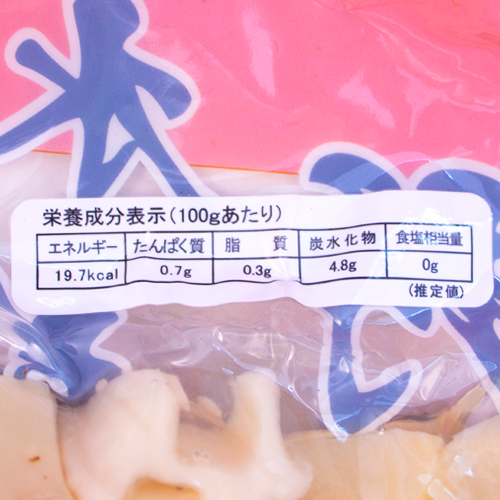 栄養成分表示(100gあたり)
エネルギー たんぱく質 脂質 炭水化物 食塩相当量
19.7kcal 0.7g 0.3g 4.8g 0g
(推定値)